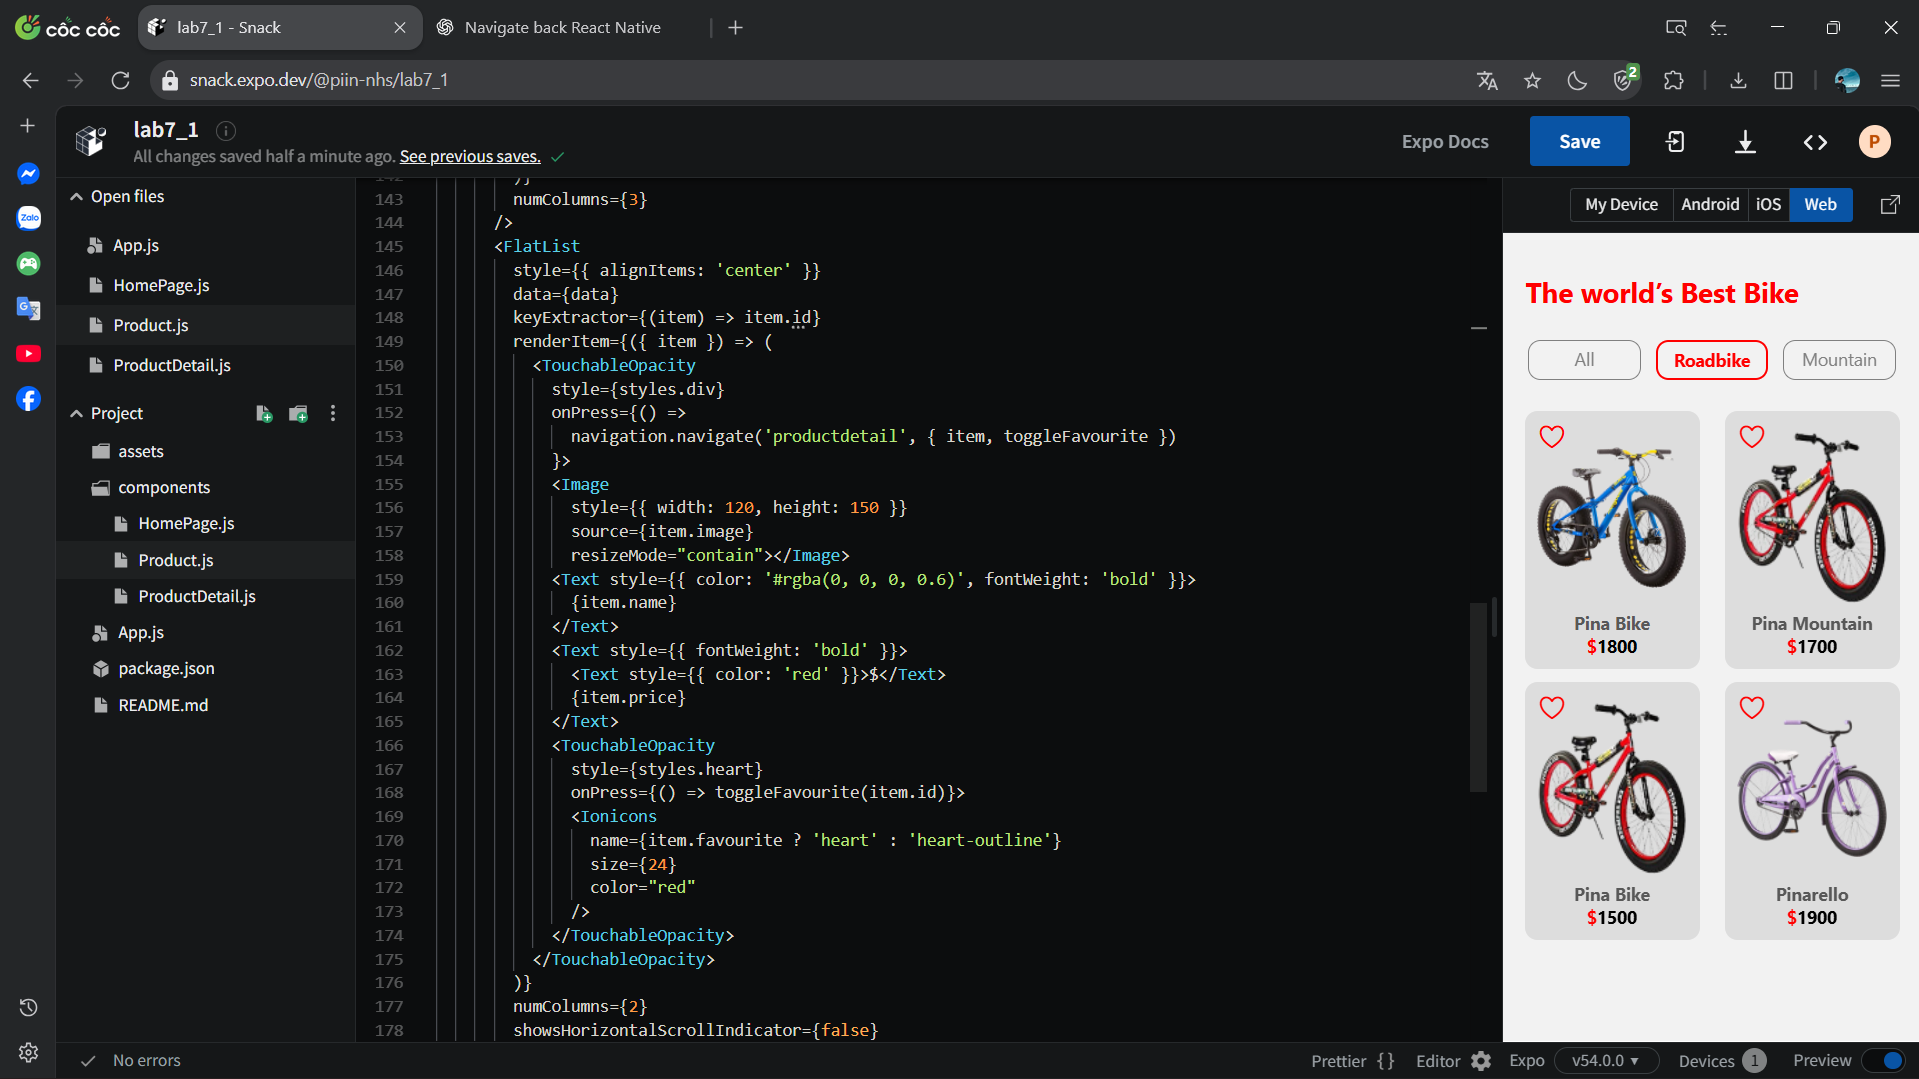 cốc cốc
lab7_1 - Snack
Navigate back React Native
snack.expo.dev/@piin-nhs/lab7_1
2
lab7_1
All changes saved half a minute ago. See previous saves.
Expo Docs
Save
P
Zalo
Open files
App.js
HomePage.js
Product.js
ProductDetail.js
Project
assets
components
HomePage.js
Product.js
ProductDetail.js
App.js
package.json
README.md
142 )}
143 numColumns={3}
144 />
145 <FlatList
146 style={{ alignItems: 'center' }}
147 data={data}
148 keyExtractor={(item) => item.id}
149 renderItem={({ item }) => (
150 <TouchableOpacity
151 style={styles.div}
152 onPress={() =>
153 navigation.navigate('productdetail', { item, toggleFavourite })
154 }>
155 <Image
156 style={{ width: 120, height: 150 }}
157 source={item.image}
158 resizeMode="contain"></Image>
159 <Text style={{ color: '#rgba(0, 0, 0, 0.6)', fontWeight: 'bold' }}>
160 {item.name}
161 </Text>
162 <Text style={{ fontWeight: 'bold' }}>
163 <Text style={{ color: 'red' }}>$</Text>
164 {item.price}
165 </Text>
166 <TouchableOpacity
167 style={styles.heart}
168 onPress={() => toggleFavourite(item.id)}>
169 <Ionicons
170 name={item.favourite ? 'heart' : 'heart-outline'}
171 size={24}
172 color="red"
173 />
174 </TouchableOpacity>
175 </TouchableOpacity>
176 )}
177 numColumns={2}
178 showsHorizontalScrollIndicator={false}
My Device Android iOS Web
The world's Best Bike
All Roadbike Mountain
Pina Bike
$1800
Pina Mountain
$1700
Pina Bike
$1500
Pinarello
$1900
No errors
Prettier {} Editor Expo v54.0.0 Devices 1 Preview